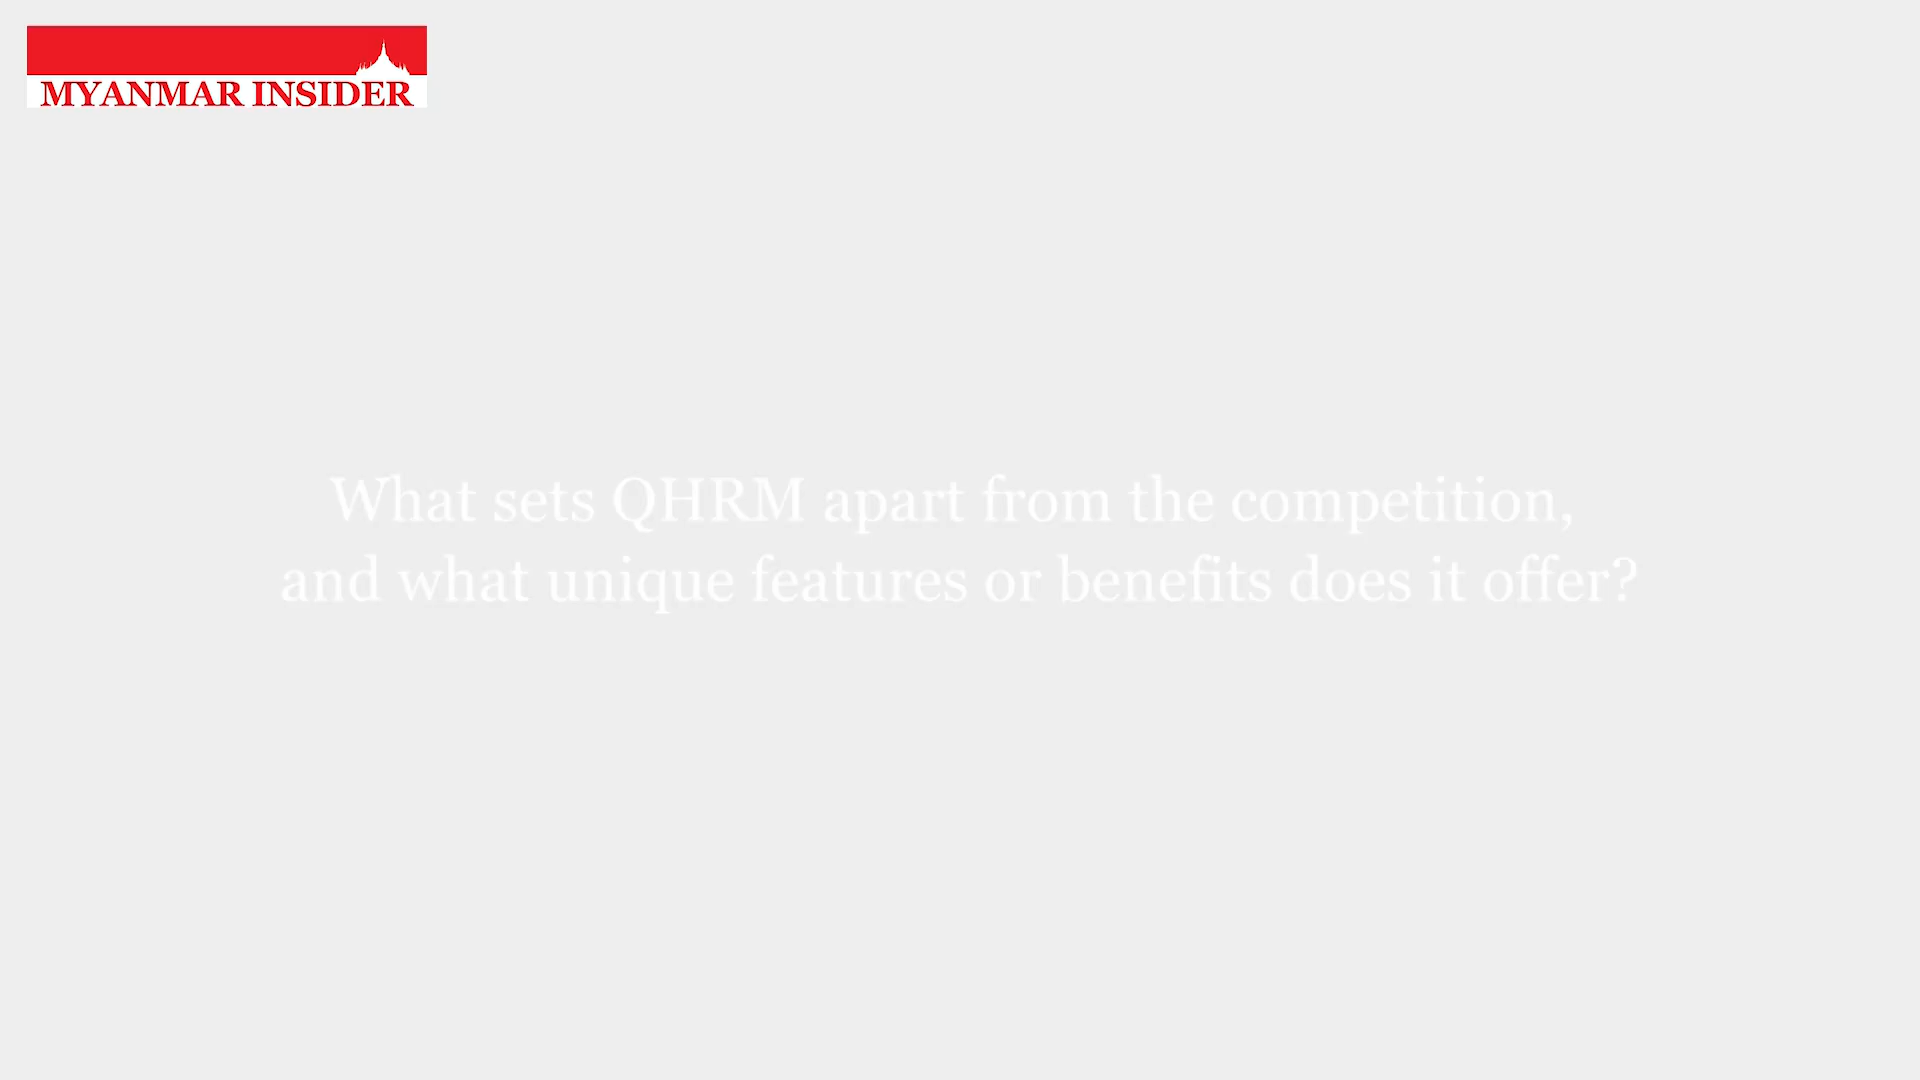 MYANMAR INSIDER
What sets QHRM apart from the competition,
and what unique features or benefits does it offer?